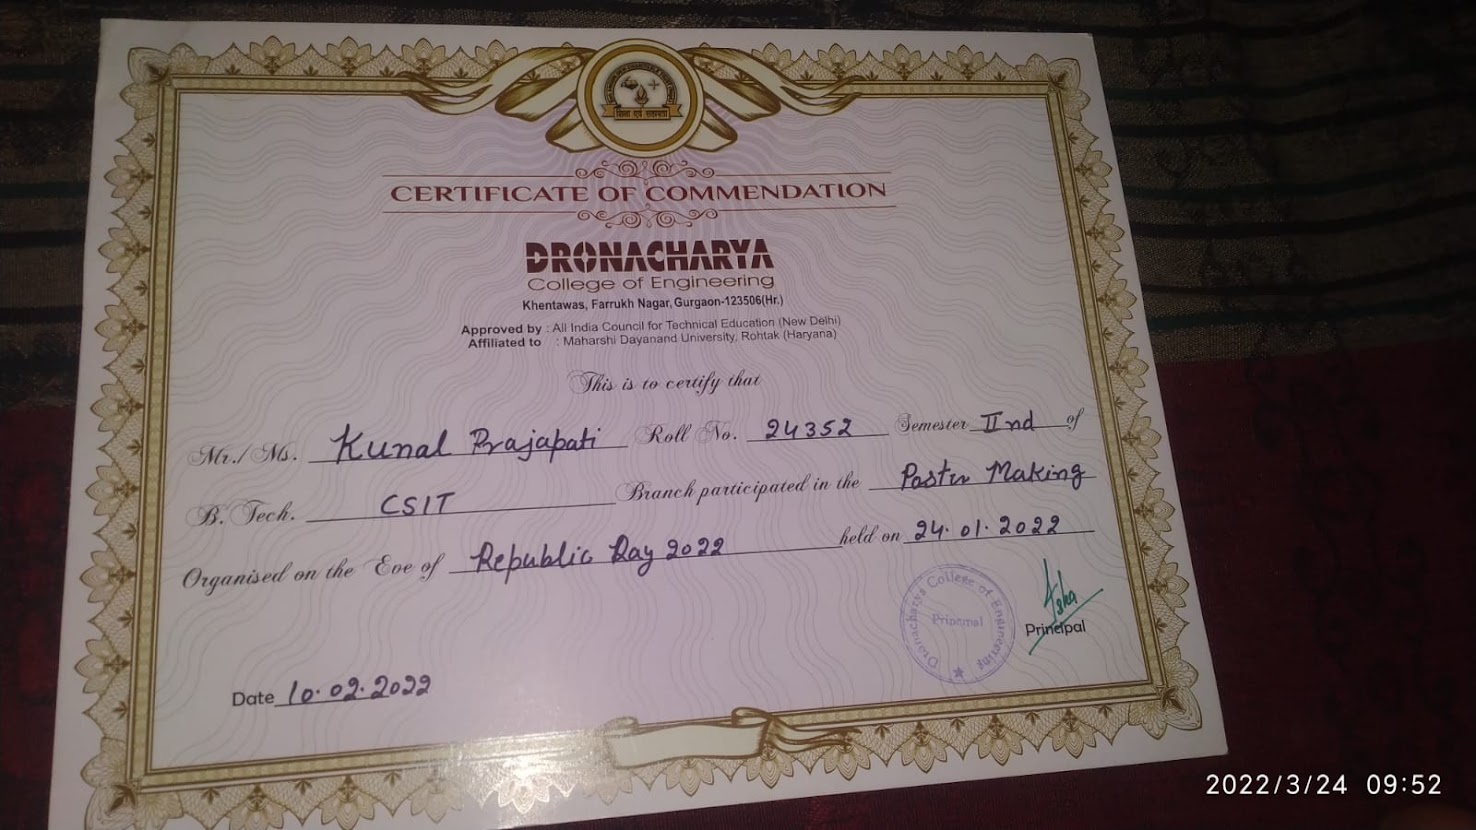 शिक्षा एवं सहायता
CERTIFICATE OF COMMENDATION
DRONACHARYA
College of Engineering
Khentawas, Farrukh Nagar, Gurgaon-123506(Hr.)
Approved by : All India Council for Technical Education (New Delhi)
Affiliated to : Maharshi Dayanand University, Rohtak (Haryana)
This is to certify that
Mr./ Ms. Kunal Prajapati Roll No. 24352 Semester IInd of
B. Tech. CSIT Branch participated in the Poster Making
Organised on the Eve of Republic Day 2022 held on 24.01.2022
Dronacharya College of Engineering
Principal
Asha
Principal
Date 10.02.2022
2022/3/24 09:52